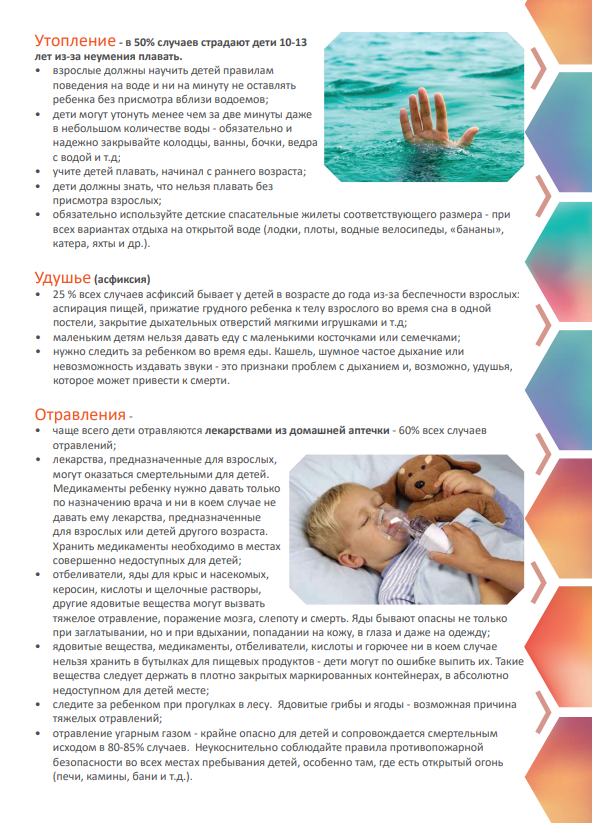 Утопление - в 50% случаев страдают дети 10-13
лет из-за неумения плавать.
• взрослые должны научить детей правилам
поведения на воде и ни на минуту не оставлять
ребенка без присмотра вблизи водоемов;
• дети могут утонуть менее чем за две минуты даже
в небольшом количестве воды - обязательно и
надежно закрывайте колодцы, ванны, бочки, ведра
с водой и т.д;
• учите детей плавать, начинал с раннего возраста;
• дети должны знать, что нельзя плавать без
присмотра взрослых;
• обязательно используйте детские спасательные жилеты соответствующего размера - при
всех вариантах отдыха на открытой воде (лодки, плоты, водные велосипеды, «бананы»,
катера, яхты и др.).
Удушье (асфиксия)
• 25 % всех случаев асфиксий бывает у детей в возрасте до года из-за беспечности взрослых:
аспирация пищей, прижатие грудного ребенка к телу взрослого во время сна в одной
постели, закрытие дыхательных отверстий мягкими игрушками и т.д;
• маленьким детям нельзя давать еду с маленькими косточками или семечками;
• нужно следить за ребенком во время еды. Кашель, шумное частое дыхание или
невозможность издавать звуки - это признаки проблем с дыханием и, возможно, удушья,
которое может привести к смерти.
Отравления -
• чаще всего дети отравляются лекарствами из домашней аптечки - 60% всех случаев
отравлений;
• лекарства, предназначенные для взрослых,
могут оказаться смертельными для детей.
Медикаменты ребенку нужно давать только
по назначению врача и ни в коем случае не
давать ему лекарства, предназначенные
для взрослых или детей другого возраста.
Хранить медикаменты необходимо в местах
совершенно недоступных для детей;
• отбеливатели, яды для крыс и насекомых,
керосин, кислоты и щелочные растворы,
другие ядовитые вещества могут вызвать
тяжелое отравление, поражение мозга, слепоту и смерть. Яды бывают опасны не только
при заглатывании, но и при вдыхании, попадании на кожу, в глаза и даже на одежду;
• ядовитые вещества, медикаменты, отбеливатели, кислоты и горючее ни в коем случае
нельзя хранить в бутылках для пищевых продуктов - дети могут по ошибке выпить их. Такие
вещества следует держать в плотно закрытых маркированных контейнерах, в абсолютно
недоступном для детей месте;
• следите за ребенком при прогулках в лесу. Ядовитые грибы и ягоды - возможная причина
тяжелых отравлений;
• отравление угарным газом - крайне опасно для детей и сопровождается смертельным
исходом в 80-85% случаев. Неукоснительно соблюдайте правила противопожарной
безопасности во всех местах пребывания детей, особенно там, где есть открытый огонь
(печи, камины, бани и т.д.).